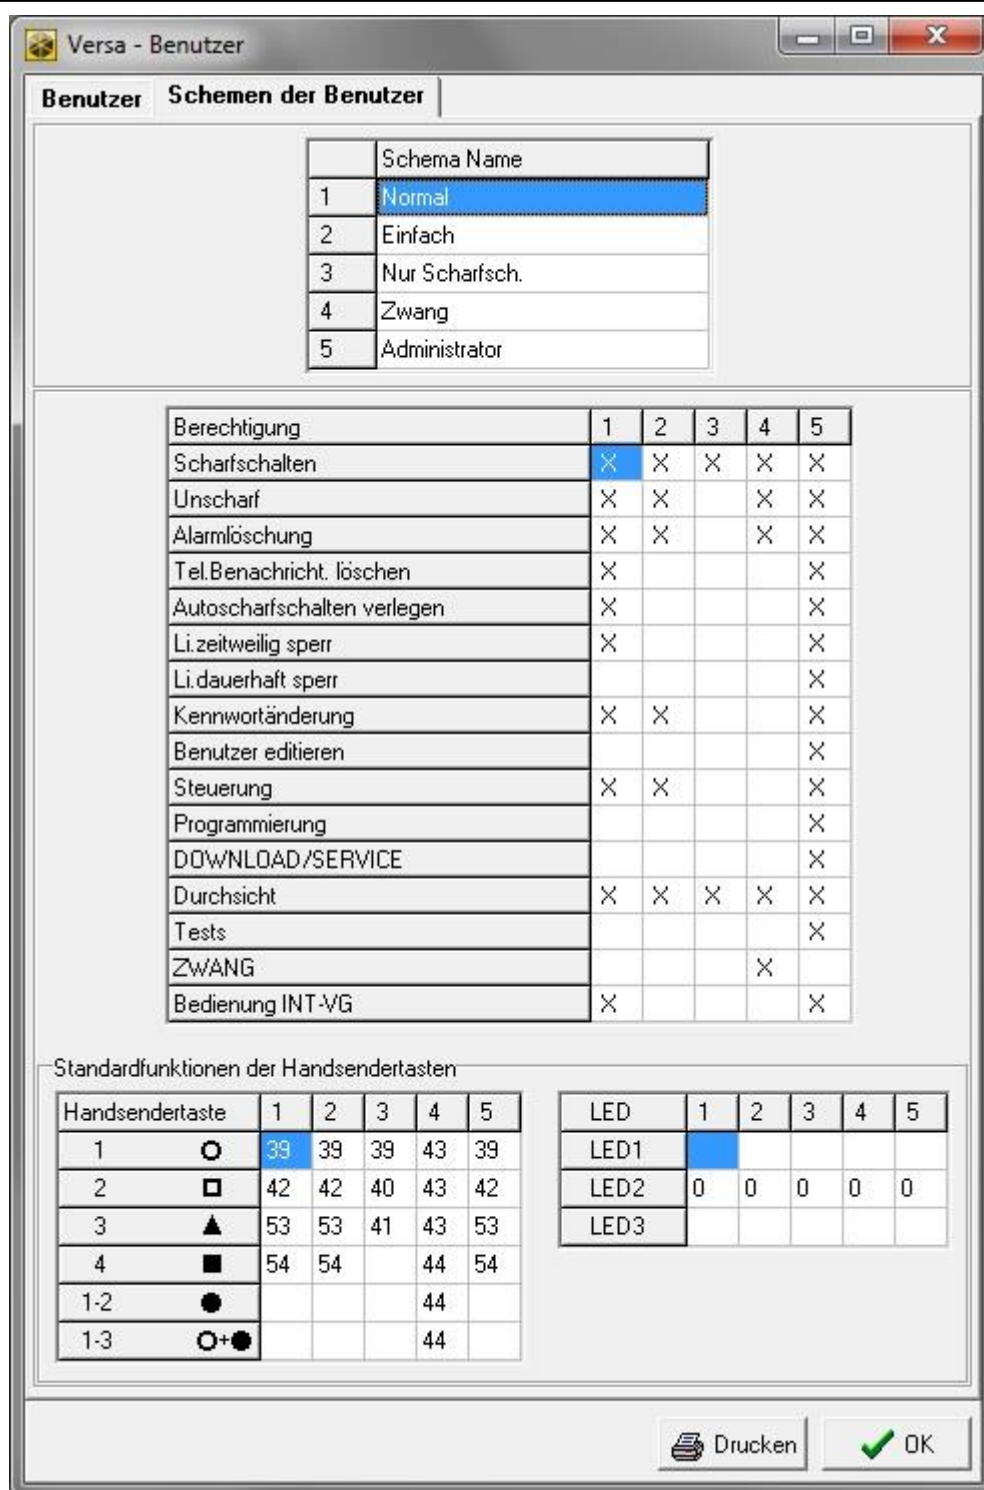 Versa - Benutzer
Benutzer Schemen der Benutzer
Schema Name
1 Normal
2 Einfach
3 Nur Scharfsch.
4 Zwang
5 Administrator
Berechtigung 1 2 3 4 5
Scharfschalten X X X X X
Unscharf X X X X
Alarmlöschung X X X X
Tel.Benachricht. löschen X X
Autoscharfschalten verlegen X X
Li.zeitweilig sperr X X
Li.dauerhaft sperr X
Kennwortänderung X X X
Benutzer editieren X
Steuerung X X X
Programmierung X
DOWNLOAD/SERVICE X
Durchsicht X X X X X
Tests X
ZWANG X
Bedienung INT-VG X X
Standardfunktionen der Handsendertasten
Handsendertaste 1 2 3 4 5
1 39 39 39 43 39
2 42 42 40 43 42
3 53 53 41 43 53
4 54 54 44 54
1-2 44
1-3 + 44
LED 1 2 3 4 5
LED1
LED2 0 0 0 0 0
LED3
Drucken OK